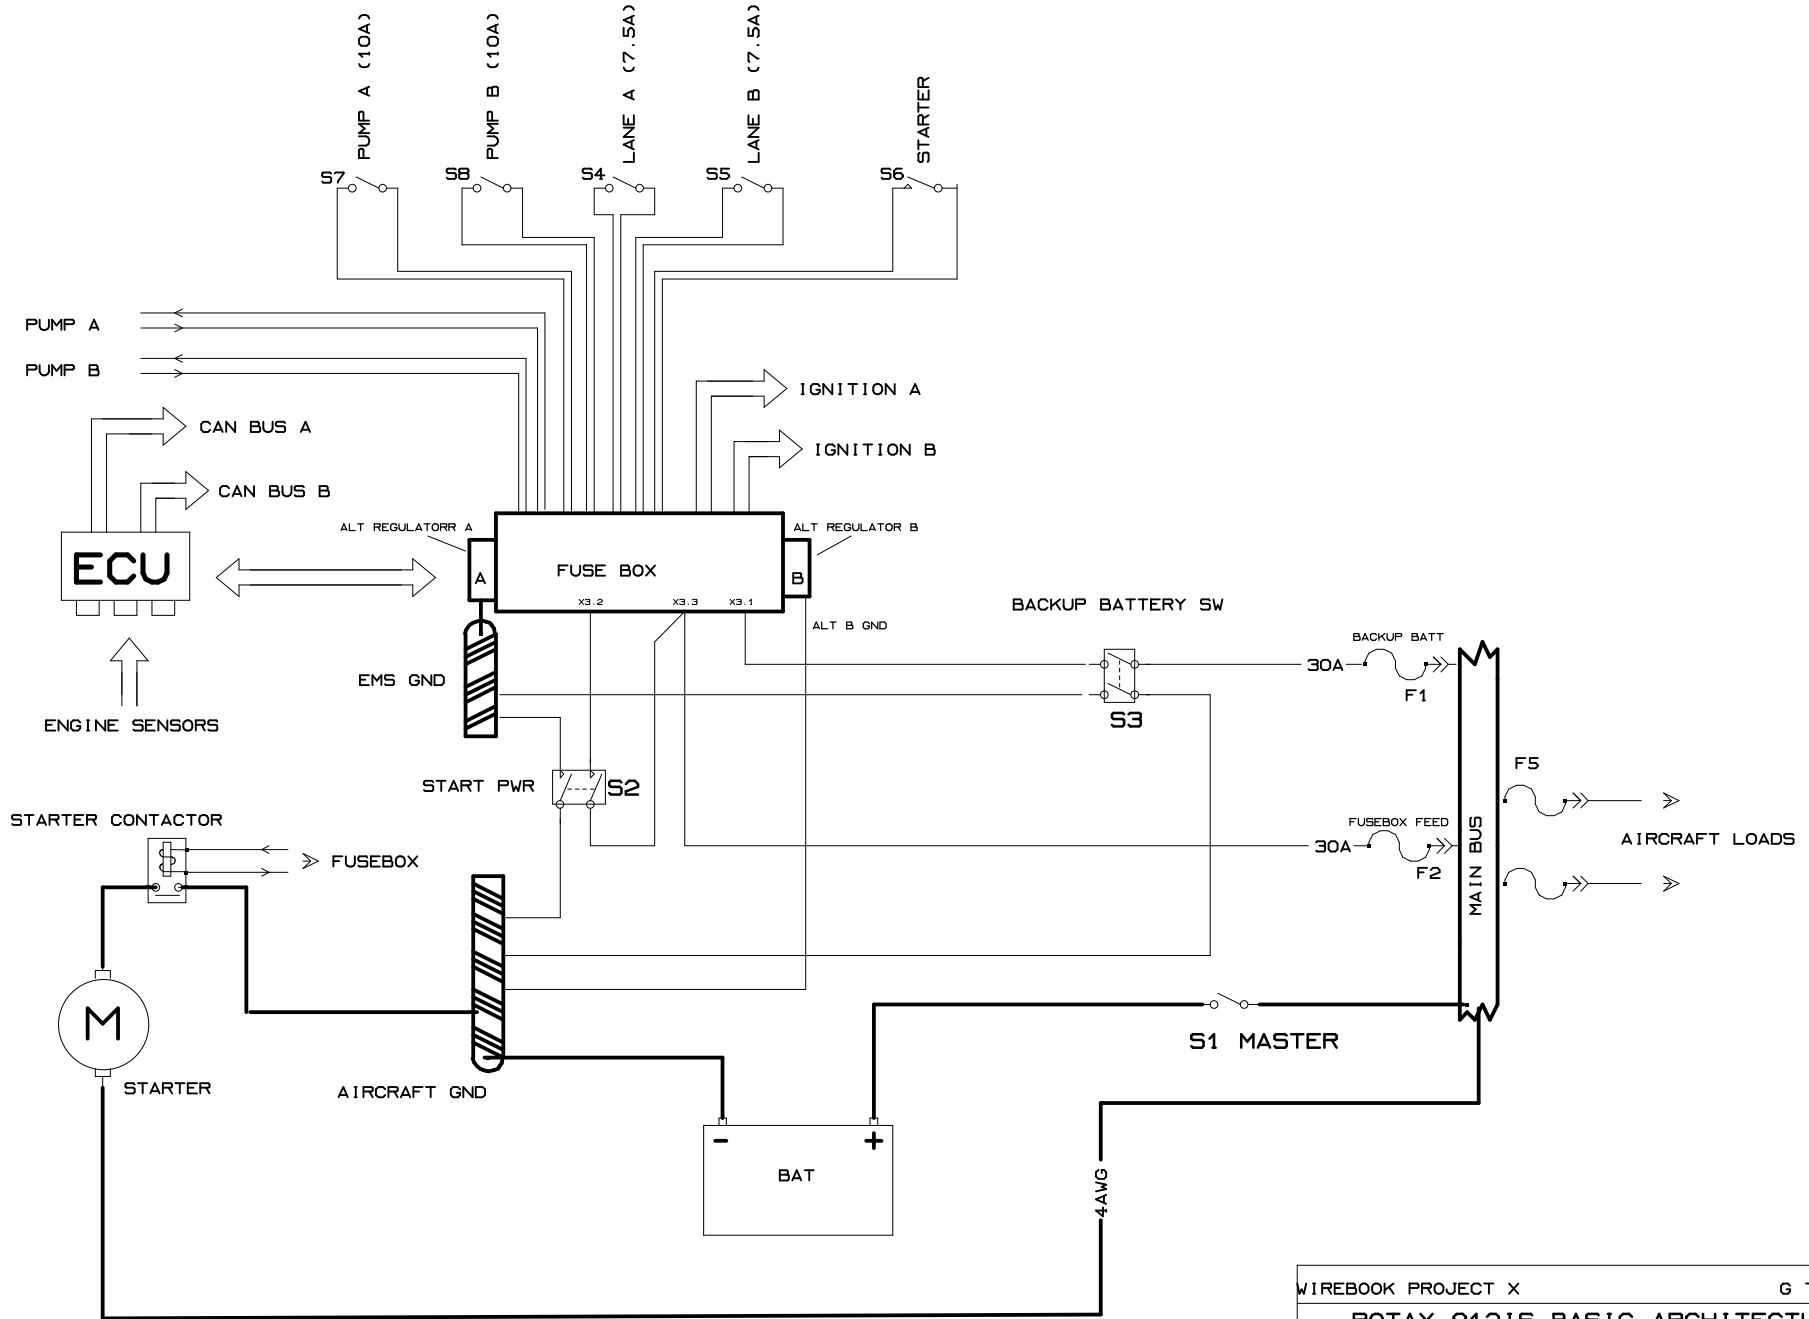 PUMP A (10A)
PUMP B (10A)
LANE A (7.5A)
LANE B (7.5A)
STARTER
S7
S8
S4
S5
S6
PUMP A
PUMP B
IGNITION A
CAN BUS A
IGNITION B
CAN BUS B
ALT REGULATORR A
ALT REGULATOR B
ECU
A
FUSE BOX
B
X3.2
X3.3
X3.1
BACKUP BATTERY SW
ALT B GND
BACKUP BATT
30A
F1
EMS GND
ENGINE SENSORS
S3
F5
START PWR
S2
STARTER CONTACTOR
FUSEBOX FEED
30A
F2
MAIN BUS
AIRCRAFT LOADS
FUSEBOX
M
S1 MASTER
STARTER
AIRCRAFT GND
- +
BAT
4AWG
WIREBOOK PROJECT X
G
ROTAX 912IS BASIC